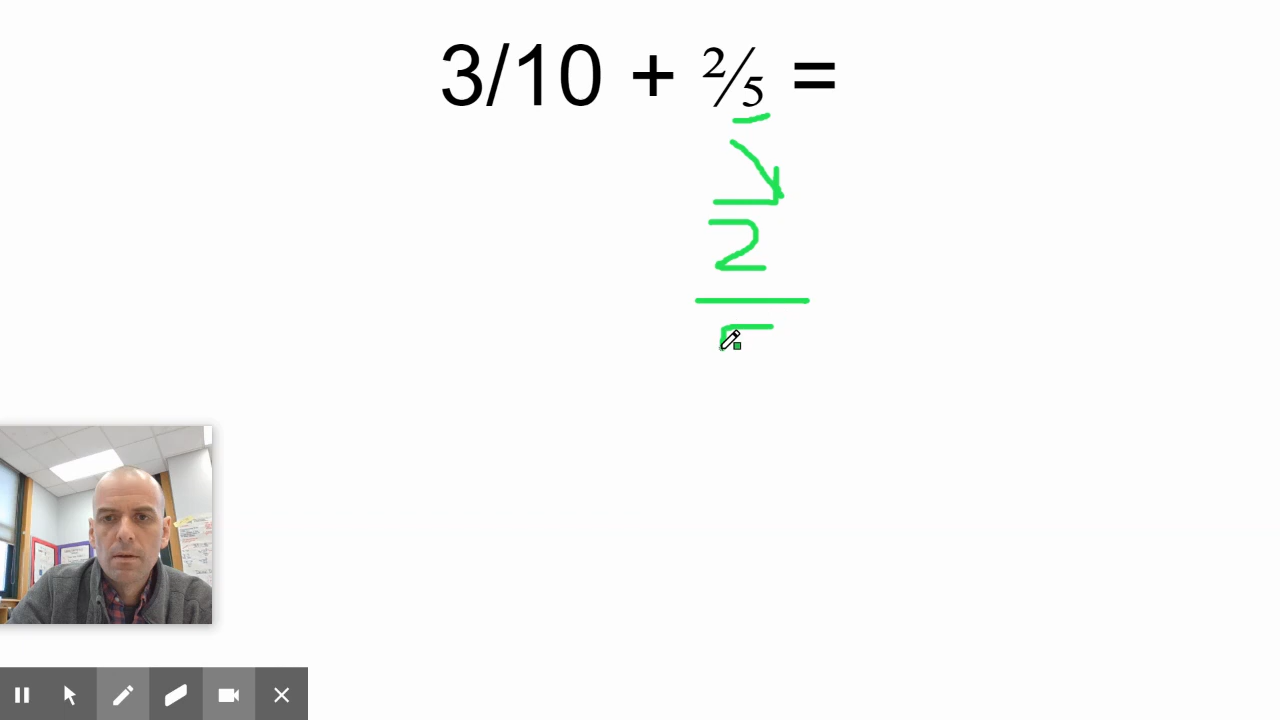 3/10 + ⅖ =
2